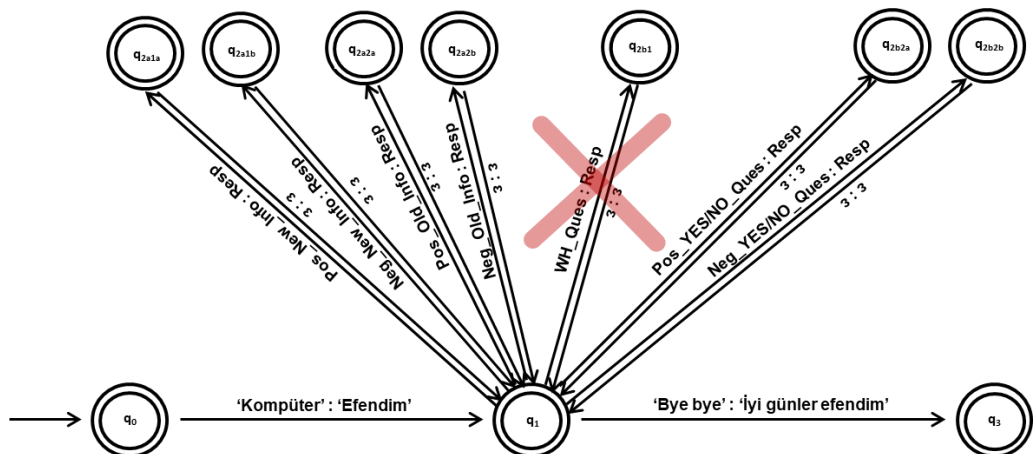 q2a1a
q2a1b
q2a2a
q2a2b
q2b1
q2b2a
q2b2b
Pos_New_Info : Resp
3 : 3
Neg_New_Info : Resp
3 : 3
Pos_Old_Info : Resp
3 : 3
Neg_Old_Info : Resp
3 : 3
WH_Ques : Resp
3 : 3
Pos_YES/NO_Ques : Resp
3 : 3
Neg_YES/NO_Ques : Resp
3 : 3
q0
'Kompüter' : 'Efendim'
q1
'Bye bye' : 'İyi günler efendim'
q3